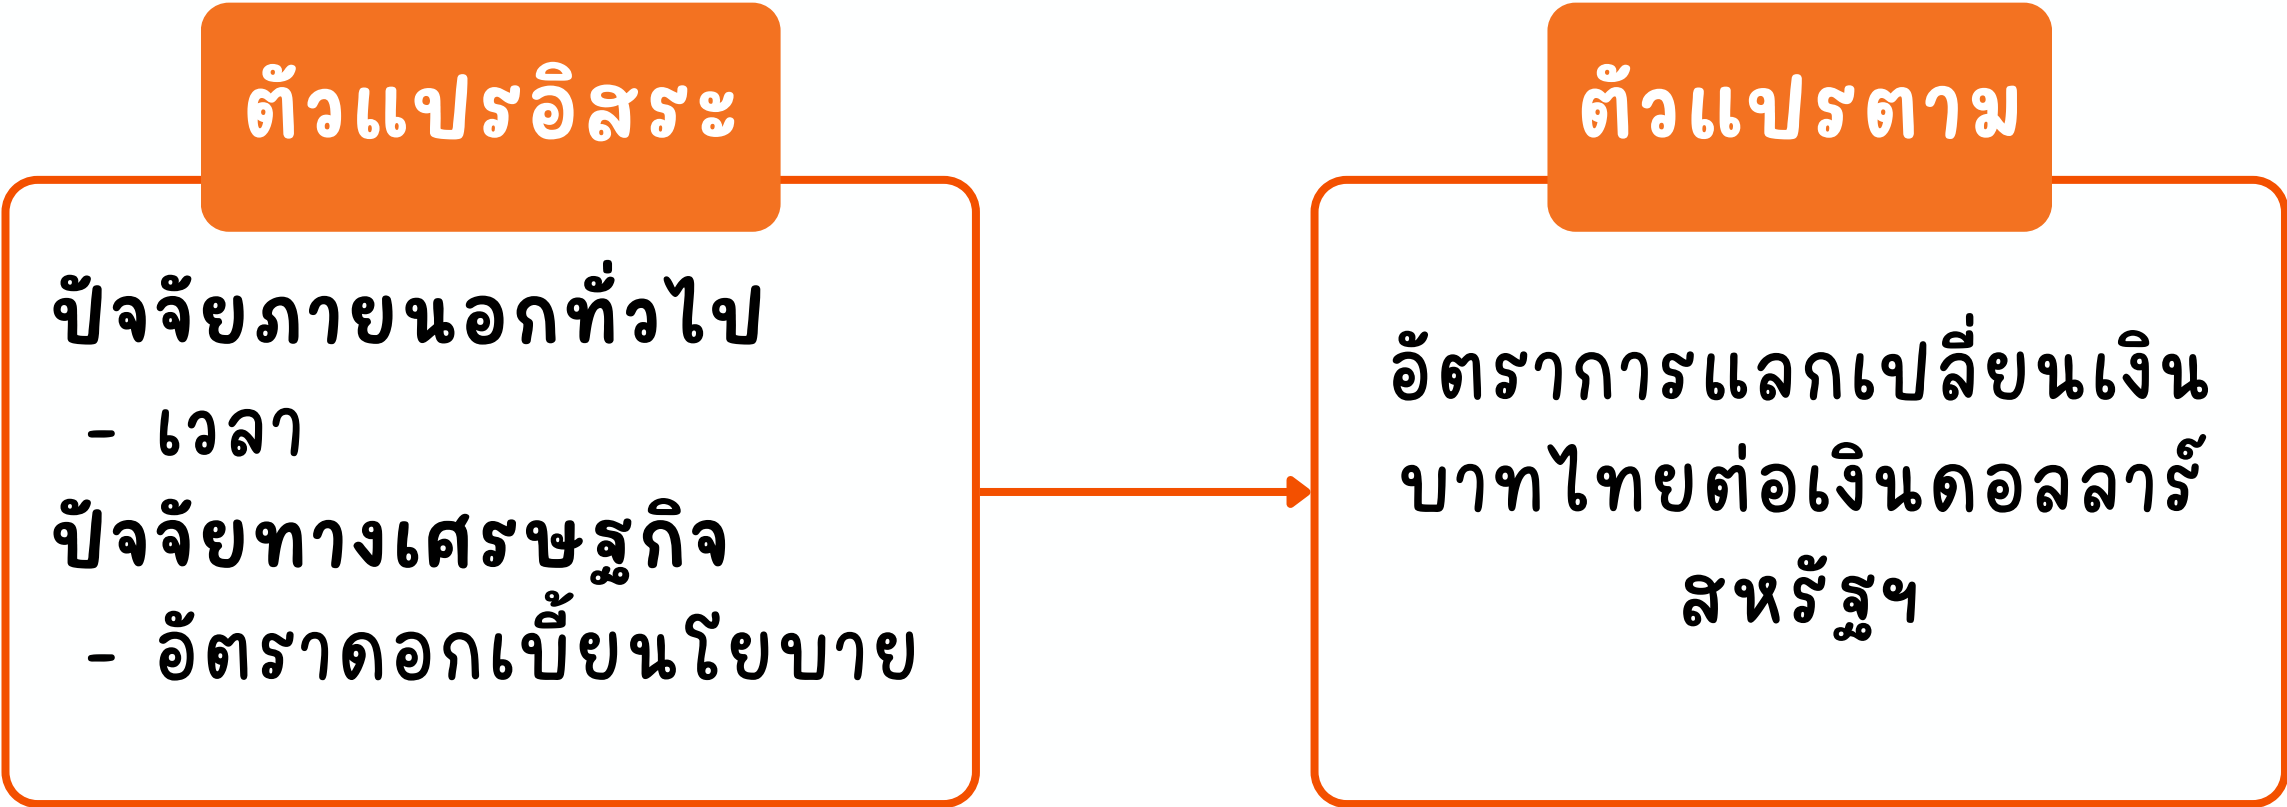 ตัวแปรอิสระ
ปัจจัยภายนอกทั่วไป
- เวลา
ปัจจัยทางเศรษฐกิจ
- อัตราดอกเบี้ยนโยบาย
ตัวแปรตาม
อัตราการแลกเปลี่ยนเงิน
บาทไทยต่อเงินดอลลาร์
สหรัฐฯ